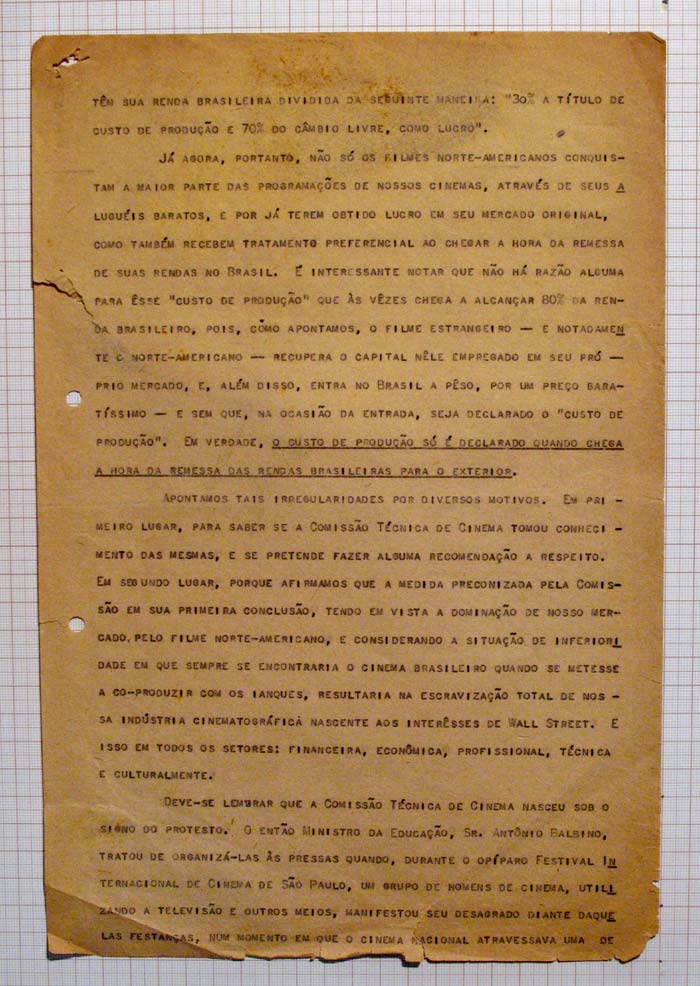 TÊM SUA RENDA BRASILEIRA DIVIDIDA DA SEGUINTE MANEIRA: "30% A TÍTULO DE
CUSTO DE PRODUÇÃO E 70% DO CÂMBIO LIVRE, COMO LUCRO".
JÁ AGORA, PORTANTO, NÃO SÓ OS FILMES NORTE-AMERICANOS CONQUIS-
TAM A MAIOR PARTE DAS PROGRAMAÇÕES DE NOSSOS CINEMAS, ATRAVÉS DE SEUS A
LUGUÉIS BARATOS, E POR JÁ TEREM OBTIDO LUCRO EM SEU MERCADO ORIGINAL,
COMO TAMBÉM RECEBEM TRATAMENTO PREFERENCIAL AO CHEGAR A HORA DA REMESSA
DE SUAS RENDAS NO BRASIL. É INTERESSANTE NOTAR QUE NÃO HÁ RAZÃO ALGUMA
PARA ÊSSE "CUSTO DE PRODUÇÃO" QUE ÀS VÊZES CHEGA A ALCANÇAR 80% DA REN-
DA BRASILEIRO, POIS, CÔMO APONTAMOS, O FILME ESTRANGEIRO — E NOTADAMEN
TE O NORTE-AMERICANO — RECUPERA O CAPITAL NÊLE EMPREGADO EM SEU PRÓ —
PRIO MERCADO, E, ALÉM DISSO, ENTRA NO BRASIL A PÊSO, POR UM PREÇO BARA-
TÍSSIMO — E SEM QUE, NA OCASIÃO DA ENTRADA, SEJA DECLARADO O "CUSTO DE
PRODUÇÃO". EM VERDADE, O CUSTO DE PRODUÇÃO SÓ É DECLARADO QUANDO CHEGA
A HORA DA REMESSA DAS RENDAS BRASILEIRAS PARA O EXTERIOR.
APONTAMOS TAIS IRREGULARIDADES POR DIVERSOS MOTIVOS. EM PRI -
MEIRO LUGAR, PARA SABER SE A COMISSÃO TÉCNICA DE CINEMA TOMOU CONHECI -
MENTO DAS MESMAS, E SE PRETENDE FAZER ALGUMA RECOMENDAÇÃO A RESPEITO.
EM SEGUNDO LUGAR, PORQUE AFIRMAMOS QUE A MEDIDA PRECONIZADA PELA COMIS-
SÃO EM SUA PRIMEIRA CONCLUSÃO, TENDO EM VISTA A DOMINAÇÃO DE NOSSO MER-
CADO, PELO FILME NORTE-AMERICANO, E CONSIDERANDO A SITUAÇÃO DE INFERIORI
DADE EM QUE SEMPRE SE ENCONTRARIA O CINEMA BRASILEIRO QUANDO SE METESSE
A CO-PRODUZIR COM OS IANQUES, RESULTARIA NA ESCRAVIZAÇÃO TOTAL DE NOS -
SA INDÚSTRIA CINEMATOGRÁFICA NASCENTE AOS INTERÊSSES DE WALL STREET. E
ISSO EM TODOS OS SETORES: FINANCEIRA, ECONÔMICA, PROFISSIONAL, TÉCNICA
E CULTURALMENTE.
DEVE-SE LEMBRAR QUE A COMISSÃO TÉCNICA DE CINEMA NASCEU SOB O
SIGNO DO PROTESTO. O ENTÃO MINISTRO DA EDUCAÇÃO, SR. ANTÔNIO BALBINO,
TRATOU DE ORGANIZÁ-LAS ÀS PRESSAS QUANDO, DURANTE O OPÍPARO FESTIVAL IN
TERNACIONAL DE CINEMA DE SÃO PAULO, UM GRUPO DE HOMENS DE CINEMA, UTILI
ZANDO A TELEVISÃO E OUTROS MEIOS, MANIFESTOU SEU DESAGRADO DIANTE DAQUE
LAS FESTANÇAS, NUM MOMENTO EM QUE O CINEMA NACIONAL ATRAVESSAVA UMA DE